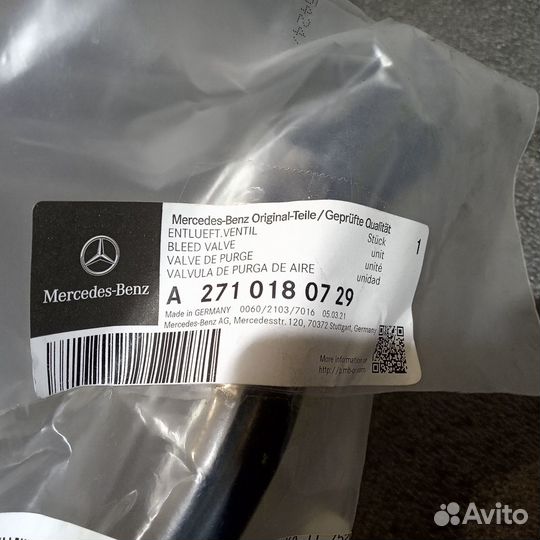 Mercedes-Benz Original-Teile/Geprüfte Qualität
ENTLUEFT.VENTIL Stück 1
BLEED VALVE unit
VALVE DE PURGE unité
VALVULA DE PURGA DE AIRE unidad
Mercedes-Benz
A 271 018 07 29
Made in GERMANY 0060/2103/7016 05.03.21
Mercedes-Benz AG, Mercedesstr. 120, 70372 Stuttgart, Germany
More information at
Avito